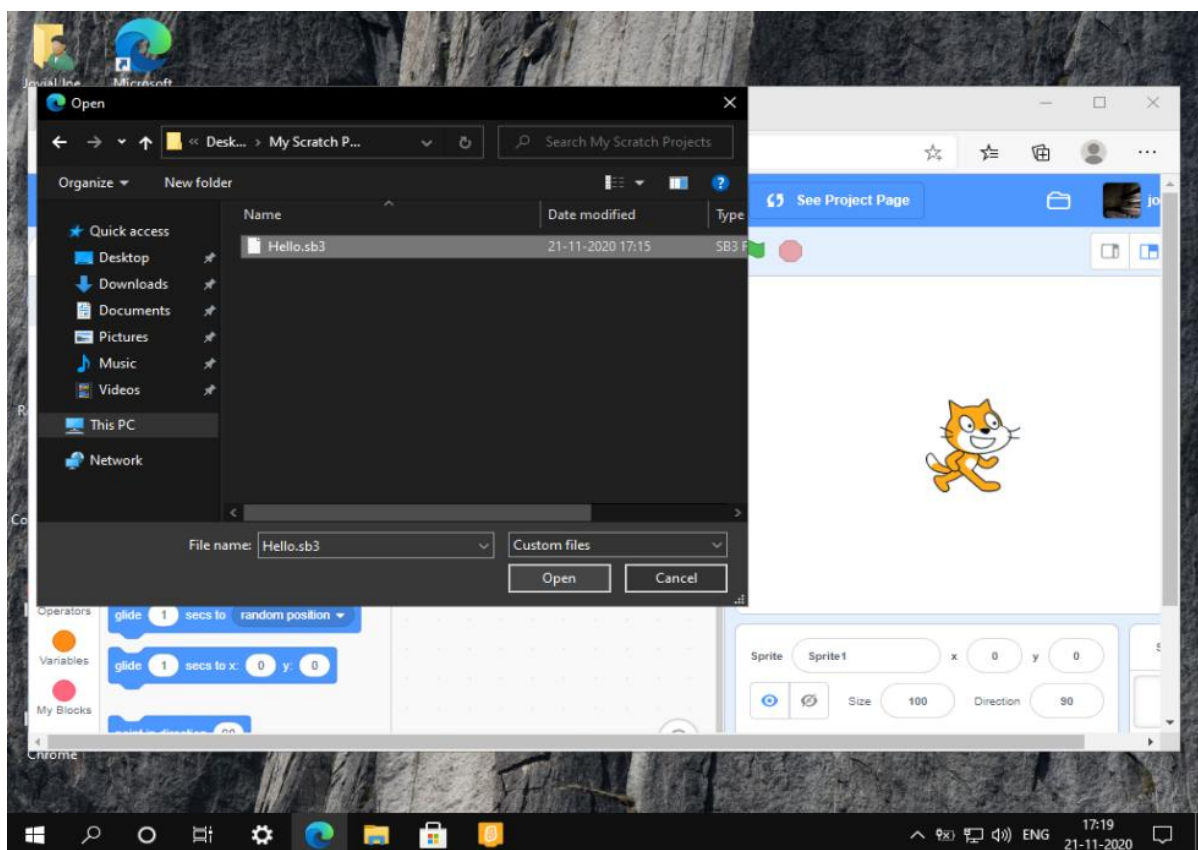 Microsoft
Open
« Desk... › My Scratch P...
Search My Scratch Projects
Organize
New folder
See Project Page
jo
Name
Date modified
Type
Quick access
Hello.sb3
21-11-2020 17:15
SB3 F
Desktop
Downloads
Documents
Pictures
Music
Videos
This PC
Network
File name:
Hello.sb3
Custom files
Open
Cancel
Operators
glide 1 secs to random position
Variables
glide 1 secs to x: 0 y: 0
My Blocks
Sprite
Sprite1
x 0 y 0
Size 100 Direction 90
Chrome
ENG
17:19
21-11-2020